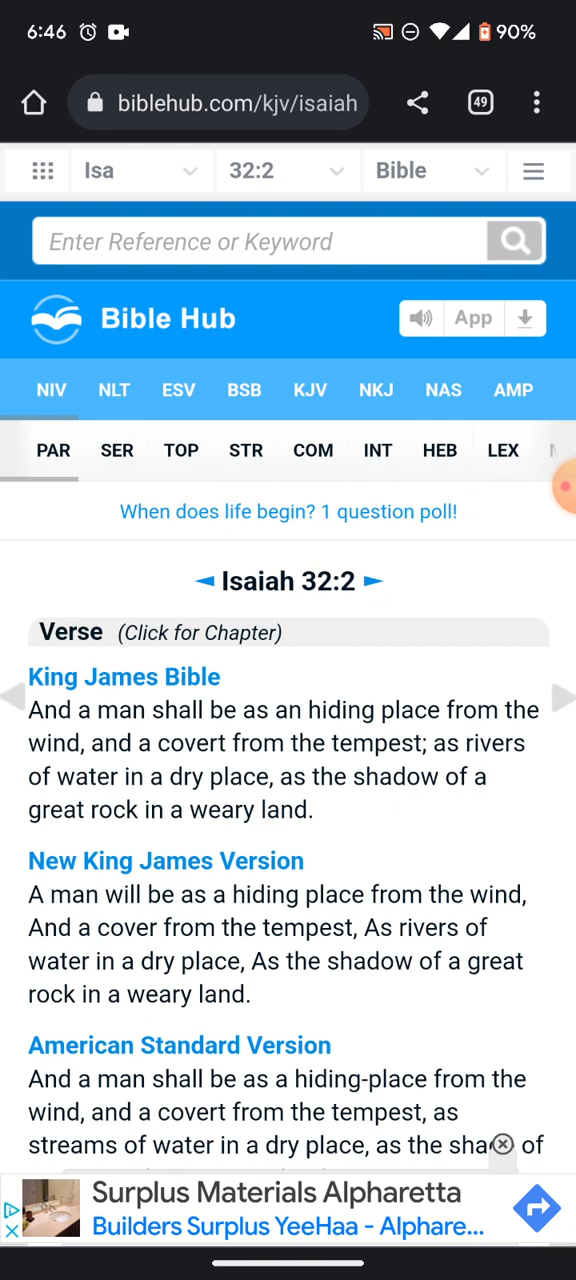 6:46 90%
biblehub.com/kjv/isaiah 49
Isa 32:2 Bible
Enter Reference or Keyword
Bible Hub App
NIV NLT ESV BSB KJV NKJ NAS AMP
PAR SER TOP STR COM INT HEB LEX
When does life begin? 1 question poll!
◄ Isaiah 32:2 ►
Verse (Click for Chapter)
King James Bible
And a man shall be as an hiding place from the
wind, and a covert from the tempest; as rivers
of water in a dry place, as the shadow of a
great rock in a weary land.
New King James Version
A man will be as a hiding place from the wind,
And a cover from the tempest, As rivers of
water in a dry place, As the shadow of a great
rock in a weary land.
American Standard Version
And a man shall be as a hiding-place from the
wind, and a covert from the tempest, as
streams of water in a dry place, as the of
Surplus Materials Alpharetta
Builders Surplus YeeHaa - Alphare...